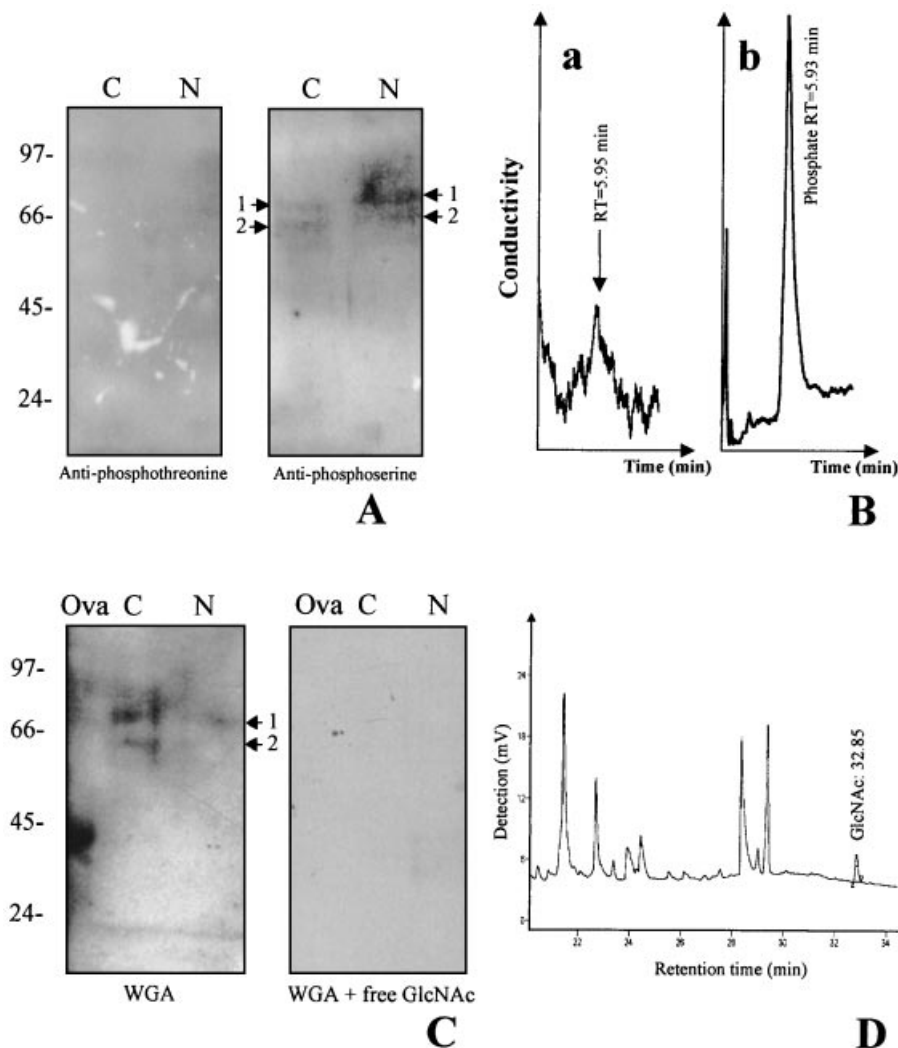 C N
97-
66-
45-
24-
Anti-phosphothreonine
C N
1
2
1
2
Anti-phosphoserine
A
a
Conductivity
RT=5.95 min
Time (min)
b
Phosphate RT=5.93 min
Time (min)
B
Ova C N
97-
66-
45-
24-
1
2
WGA
Ova C N
WGA + free GlcNAc
C
Detection (mV)
24
18
12
6
0
GlcNAc: 32.85
22 24 26 28 30 32 34
Retention time (min)
D